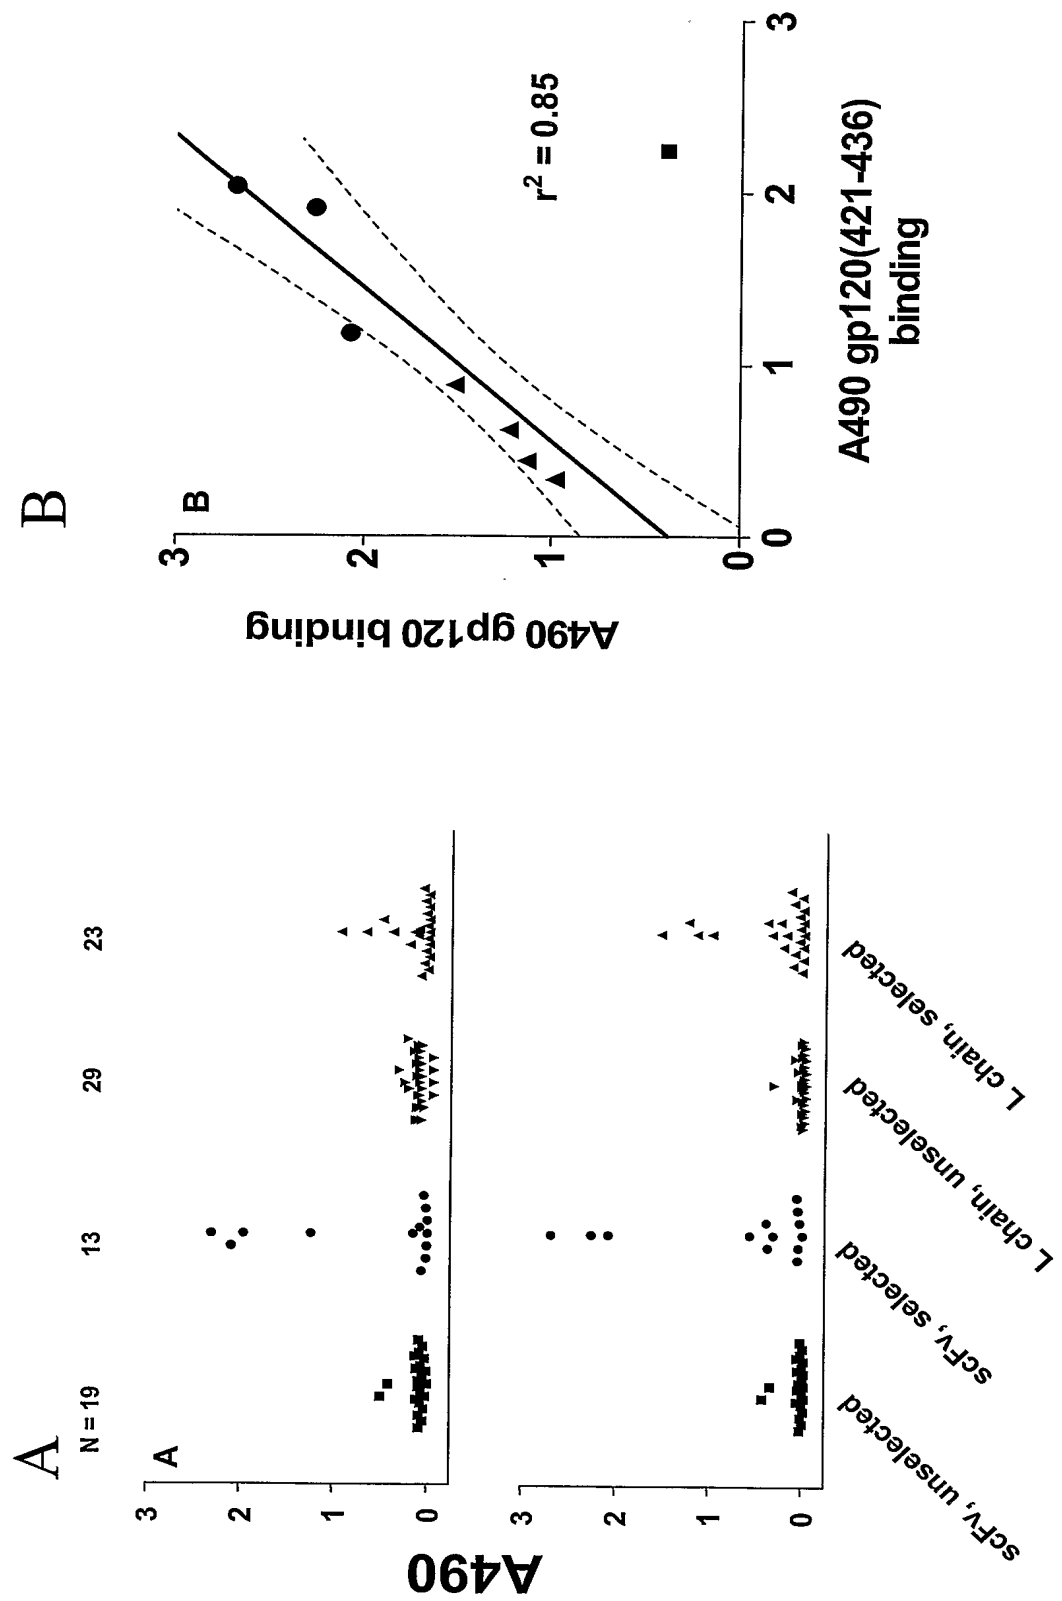 A
N = 19
13
29
23
A
3
2
1
0
3
2
1
0
A490
scFv, unselected
scFv, selected
L chain, unselected
L chain, selected
B
B
3
2
1
0
A490 gp120 binding
r² = 0.85
0
1
2
3
A490 gp120(421-436)
binding